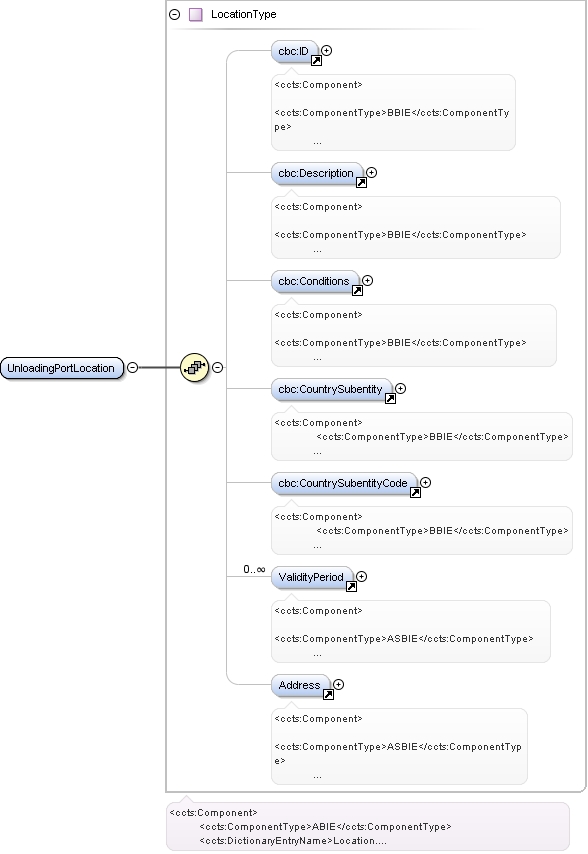 LocationType
cbc:ID
<ccts:Component>
<ccts:ComponentType>BBIE</ccts:ComponentTy
pe>
...
cbc:Description
<ccts:Component>
<ccts:ComponentType>BBIE</ccts:ComponentType>
...
cbc:Conditions
<ccts:Component>
<ccts:ComponentType>BBIE</ccts:ComponentType>
...
UnloadingPortLocation
cbc:CountrySubentity
<ccts:Component>
<ccts:ComponentType>BBIE</ccts:ComponentType>
...
cbc:CountrySubentityCode
<ccts:Component>
<ccts:ComponentType>BBIE</ccts:ComponentType>
...
0..∞
ValidityPeriod
<ccts:Component>
<ccts:ComponentType>ASBIE</ccts:ComponentType>
...
Address
<ccts:Component>
<ccts:ComponentType>ASBIE</ccts:ComponentTyp
e>
...
<ccts:Component>
<ccts:ComponentType>ABIE</ccts:ComponentType>
<ccts:DictionaryEntryName>Location....